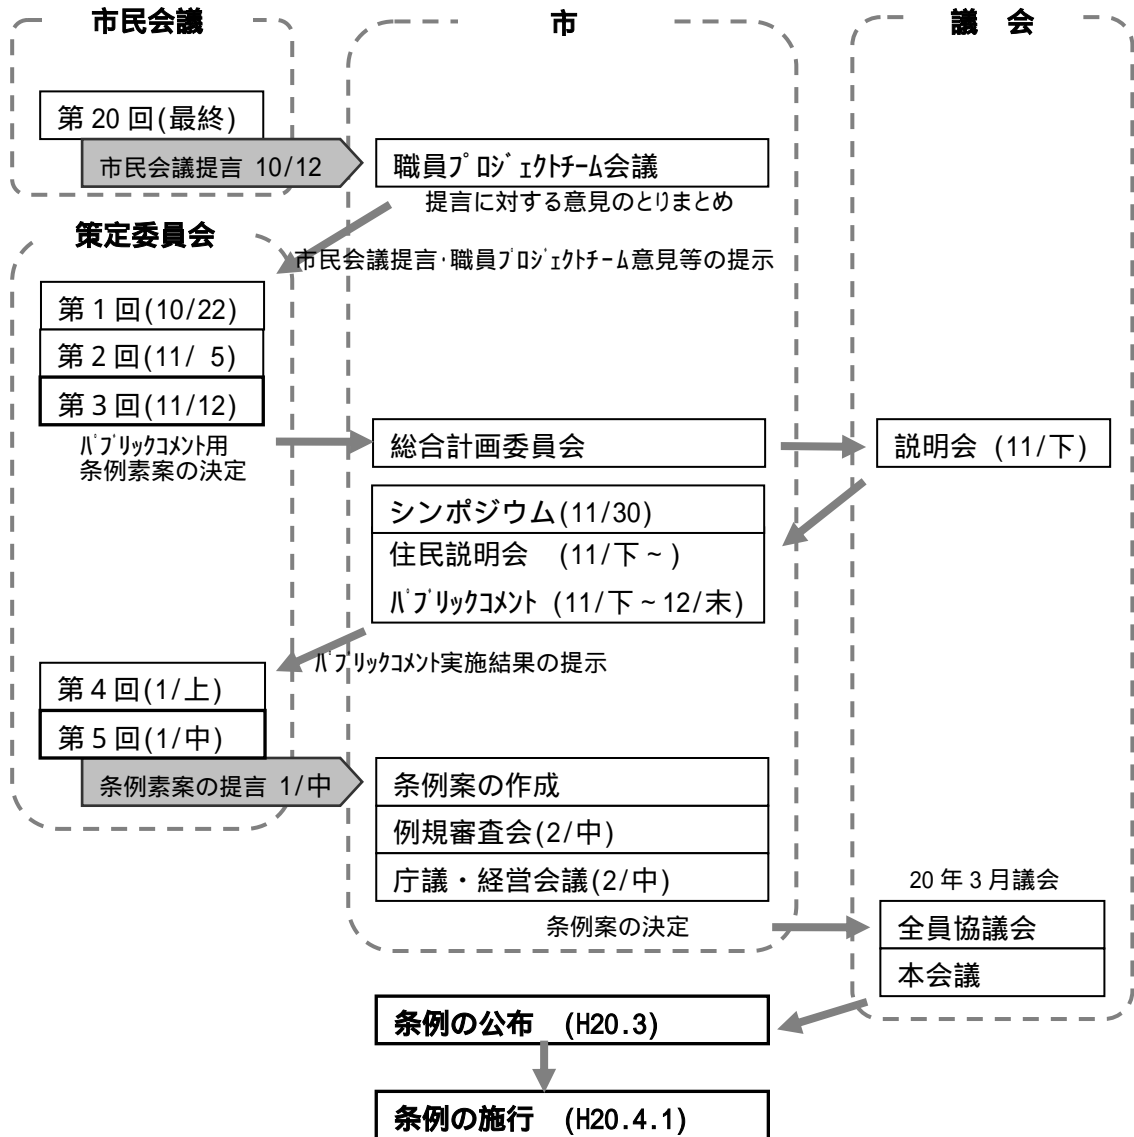 市民会議
市
議 会
第20回(最終)
市民会議提言 10/12
職員ﾌﾟﾛｼﾞｪｸﾄﾁｰﾑ会議
提言に対する意見のとりまとめ
策定委員会
市民会議提言･職員ﾌﾟﾛｼﾞｪｸﾄﾁｰﾑ意見等の提示
第1回(10/22)
第2回(11/ 5)
第3回(11/12)
ﾊﾟﾌﾞﾘｯｸｺﾒﾝﾄ用
条例素案の決定
総合計画委員会
説明会 (11/下)
シンポジウム(11/30)
住民説明会 (11/下~)
ﾊﾟﾌﾞﾘｯｸｺﾒﾝﾄ (11/下~12/末)
ﾊﾟﾌﾞﾘｯｸｺﾒﾝﾄ実施結果の提示
第4回(1/上)
第5回(1/中)
条例素案の提言 1/中
条例案の作成
例規審査会(2/中)
庁議・経営会議(2/中)
条例案の決定
20年3月議会
全員協議会
本会議
条例の公布 (H20.3)
条例の施行 (H20.4.1)